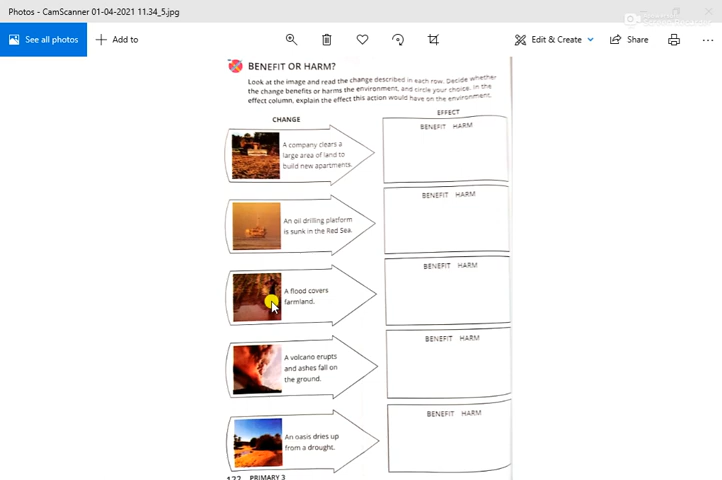 Photos - CamScanner 01-04-2021 11.34_5.jpg
See all photos
Add to
Edit & Create
Share
BENEFIT OR HARM?
Look at the image and read the change described in each row. Decide whether
the change benefits or harms the environment, and circle your choice. In the
effect column, explain the effect this action would have on the environment.
CHANGE
EFFECT
A company clears a
large area of land to
build new apartments.
BENEFIT HARM
An oil drilling platform
is sunk in the Red Sea.
BENEFIT HARM
A flood covers
farmland.
BENEFIT HARM
A volcano erupts
and ashes fall on
the ground.
BENEFIT HARM
An oasis dries up
from a drought.
BENEFIT HARM
PRIMARY 3